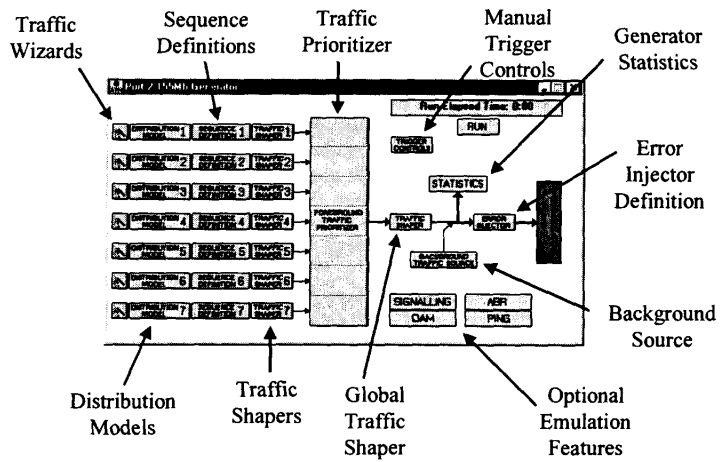 Traffic
Wizards
Sequence
Definitions
Traffic
Prioritizer
Manual
Trigger
Controls
Generator
Statistics
Port 2 155Mb Generator
Run Elapsed Time: 0:00
RUN
TRIGGER
CONTROLS
DISTRIBUTION
MODEL 1
SEQUENCE
DEFINITION 1
TRAFFIC
SHAPER 1
DISTRIBUTION
MODEL 2
SEQUENCE
DEFINITION 2
TRAFFIC
SHAPER 2
DISTRIBUTION
MODEL 3
SEQUENCE
DEFINITION 3
TRAFFIC
SHAPER 3
DISTRIBUTION
MODEL 4
SEQUENCE
DEFINITION 4
TRAFFIC
SHAPER 4
DISTRIBUTION
MODEL 5
SEQUENCE
DEFINITION 5
TRAFFIC
SHAPER 5
DISTRIBUTION
MODEL 6
SEQUENCE
DEFINITION 6
TRAFFIC
SHAPER 6
DISTRIBUTION
MODEL 7
SEQUENCE
DEFINITION 7
TRAFFIC
SHAPER 7
FOREGROUND
TRAFFIC
PRIORITIZER
TRAFFIC
SHAPER
STATISTICS
ERROR
INJECTOR
BACKGROUND
TRAFFIC SOURCE
SIGNALLING
ABR
OAM
PING
Error
Injector
Definition
Background
Source
Distribution
Models
Traffic
Shapers
Global
Traffic
Shaper
Optional
Emulation
Features